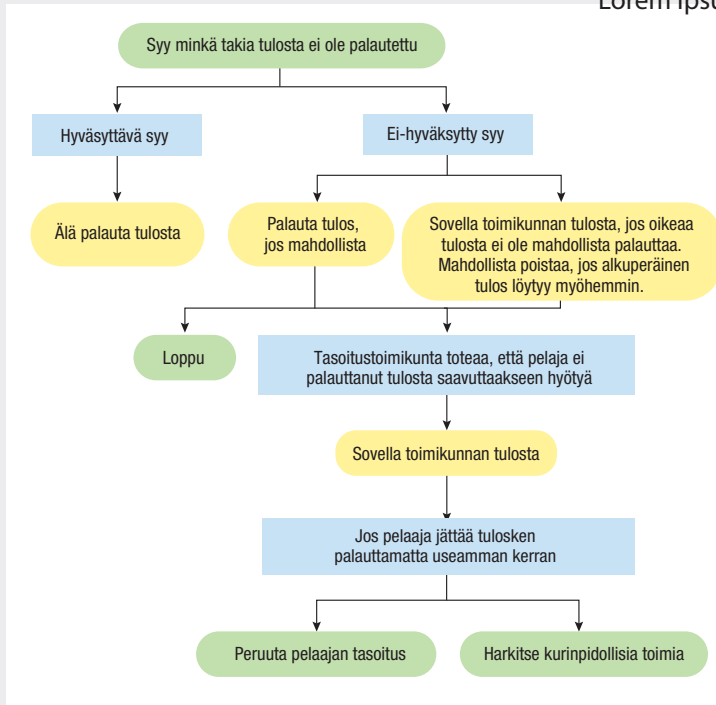 Lorem ipsu
Syy minkä takia tulosta ei ole palautettu
Hyväsyttävä syy
Ei-hyväksytty syy
Älä palauta tulosta
Palauta tulos,
jos mahdollista
Sovella toimikunnan tulosta, jos oikeaa
tulosta ei ole mahdollista palauttaa.
Mahdollista poistaa, jos alkuperäinen
tulos löytyy myöhemmin.
Loppu
Tasoitustoimikunta toteaa, että pelaja ei
palauttanut tulosta saavuttaakseen hyötyä
Sovella toimikunnan tulosta
Jos pelaaja jättää tulosken
palauttamatta useamman kerran
Peruuta pelaajan tasoitus
Harkitse kurinpidollisia toimia